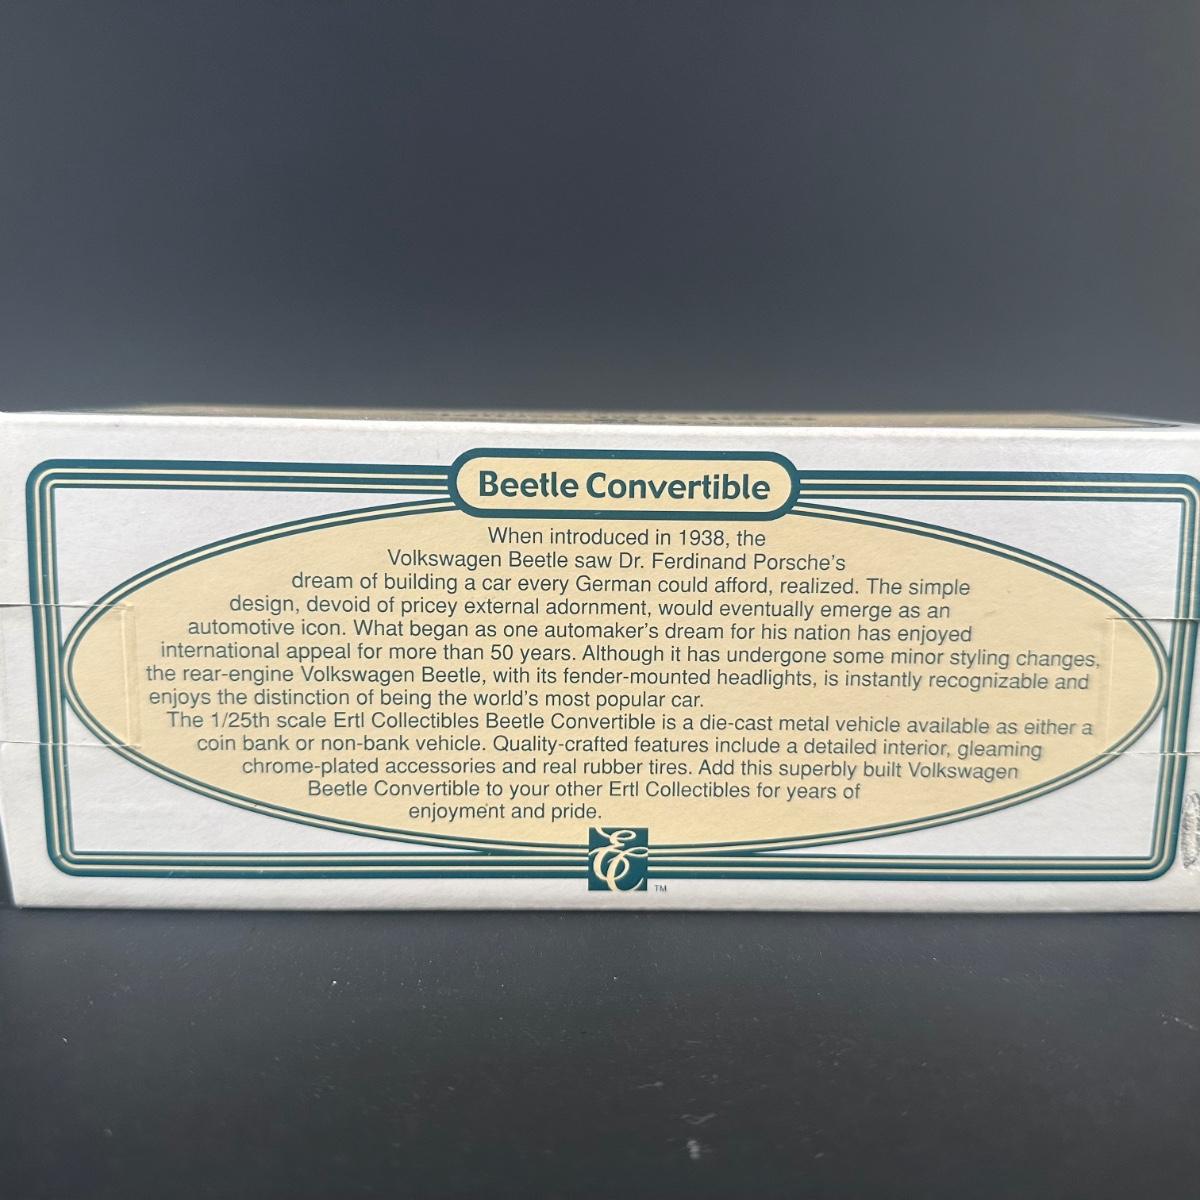 Beetle Convertible
When introduced in 1938, the
Volkswagen Beetle saw Dr. Ferdinand Porsche's
dream of building a car every German could afford, realized. The simple
design, devoid of pricey external adornment, would eventually emerge as an
automotive icon. What began as one automaker's dream for his nation has enjoyed
international appeal for more than 50 years. Although it has undergone some minor styling changes,
the rear-engine Volkswagen Beetle, with its fender-mounted headlights, is instantly recognizable and
enjoys the distinction of being the world's most popular car.
The 1/25th scale Ertl Collectibles Beetle Convertible is a die-cast metal vehicle available as either a
coin bank or non-bank vehicle. Quality-crafted features include a detailed interior, gleaming
chrome-plated accessories and real rubber tires. Add this superbly built Volkswagen
Beetle Convertible to your other Ertl Collectibles for years of
enjoyment and pride.
EC TM